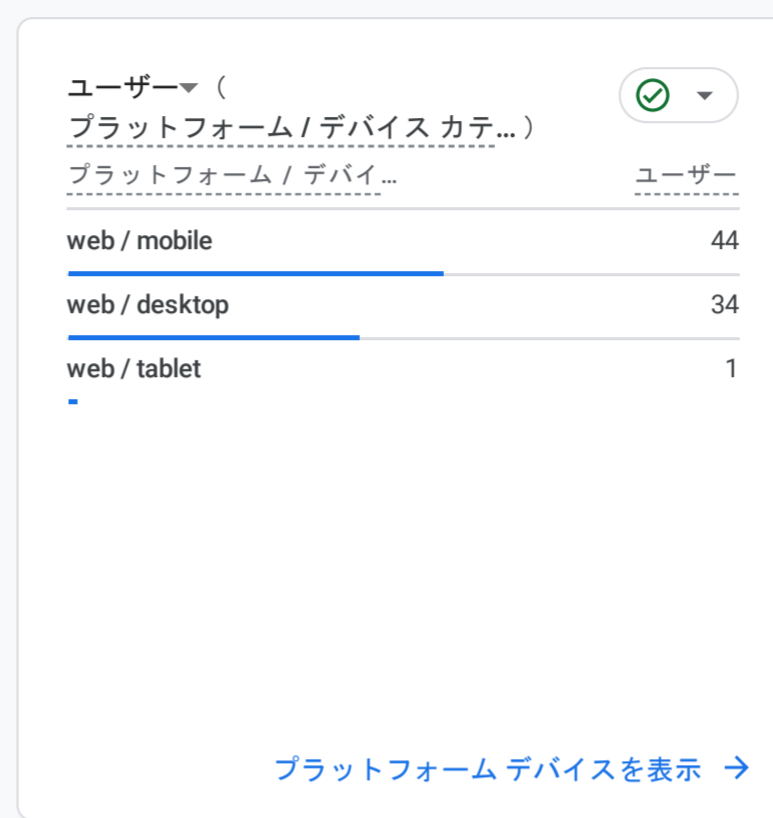 ユーザー▼（
プラットフォーム / デバイス カテ...）
プラットフォーム / デバイ... ユーザー
web / mobile 44
web / desktop 34
web / tablet 1
プラットフォーム デバイスを表示 →